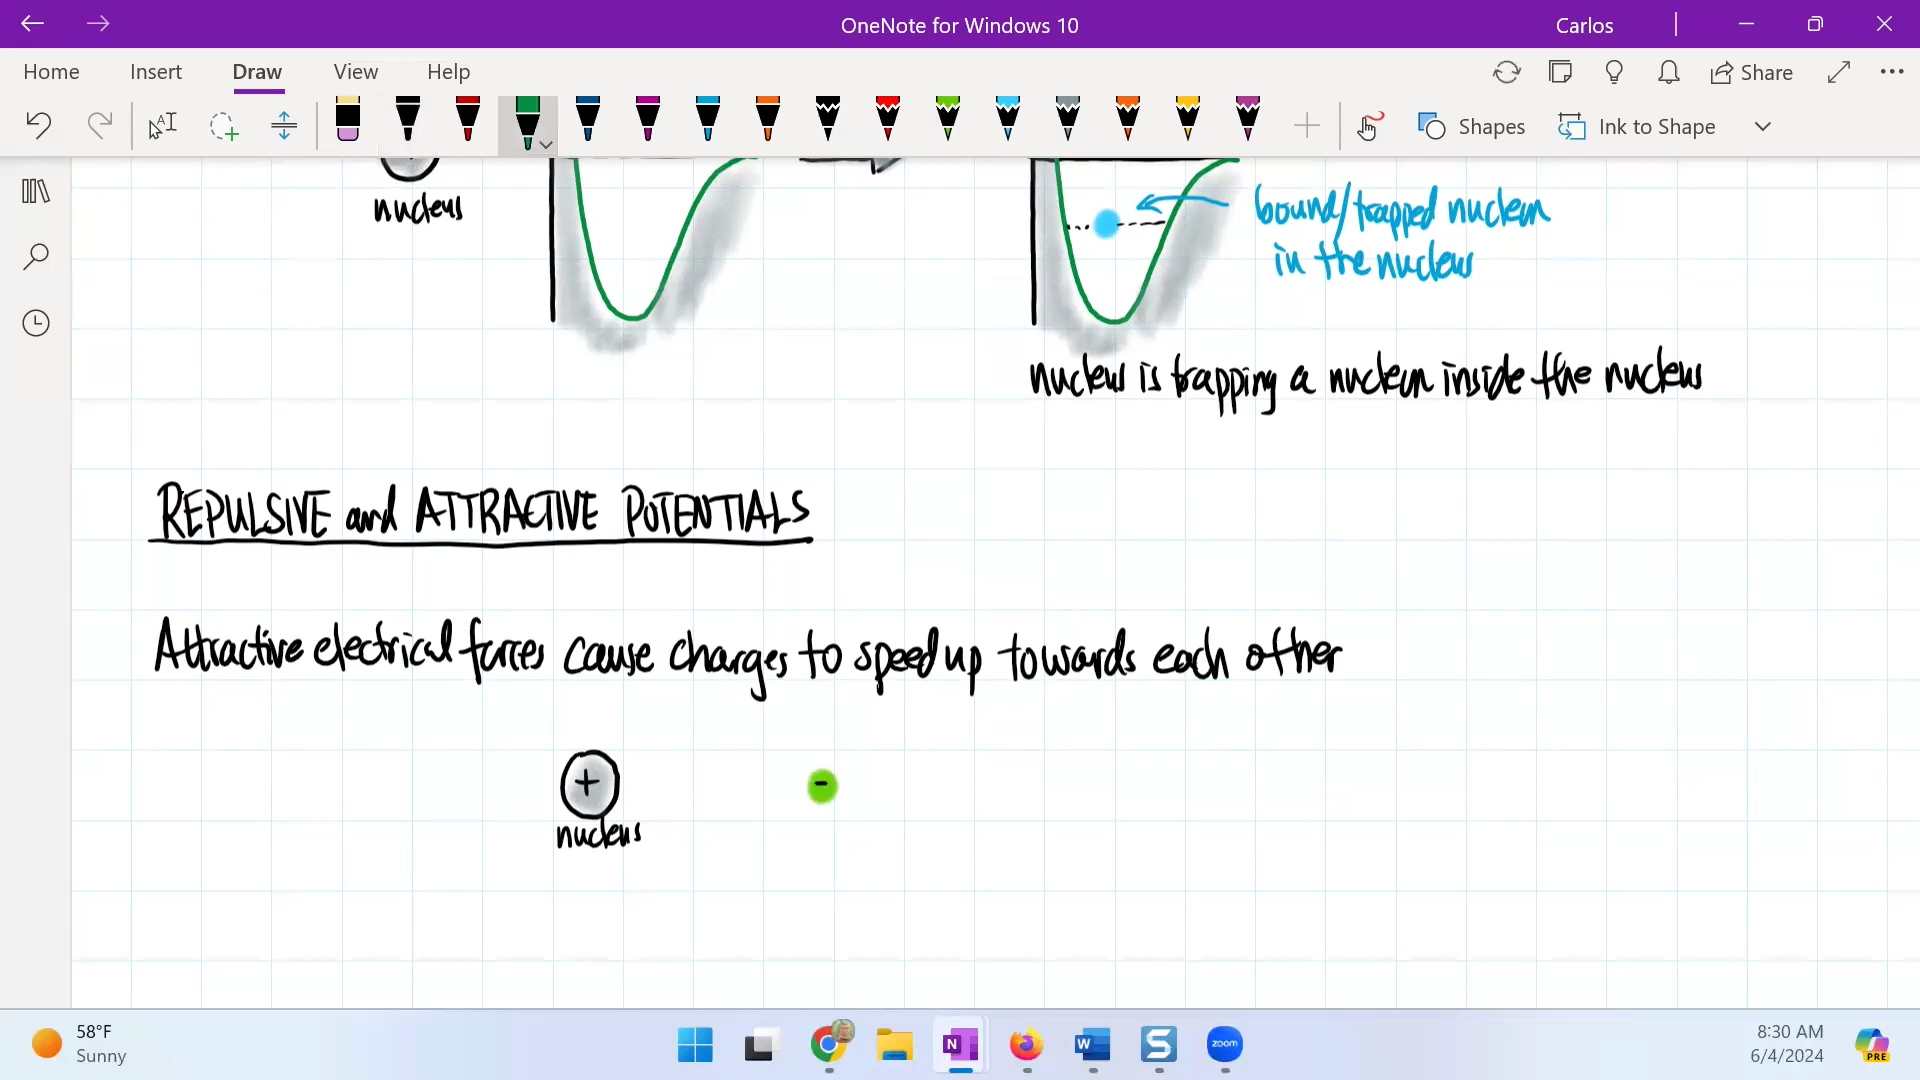 OneNote for Windows 10
Carlos
Home Insert Draw View Help
Share
Shapes Ink to Shape
nucleus
bound/trapped nucleon
in the nucleus
nucleus is trapping a nucleon inside the nucleus
REPULSIVE and ATTRACTIVE POTENTIALS
Attractive electrical forces cause charges to speed up towards each other
+ -
nucleus
58°F
Sunny
N W S zoom
8:30 AM
6/4/2024
PRE